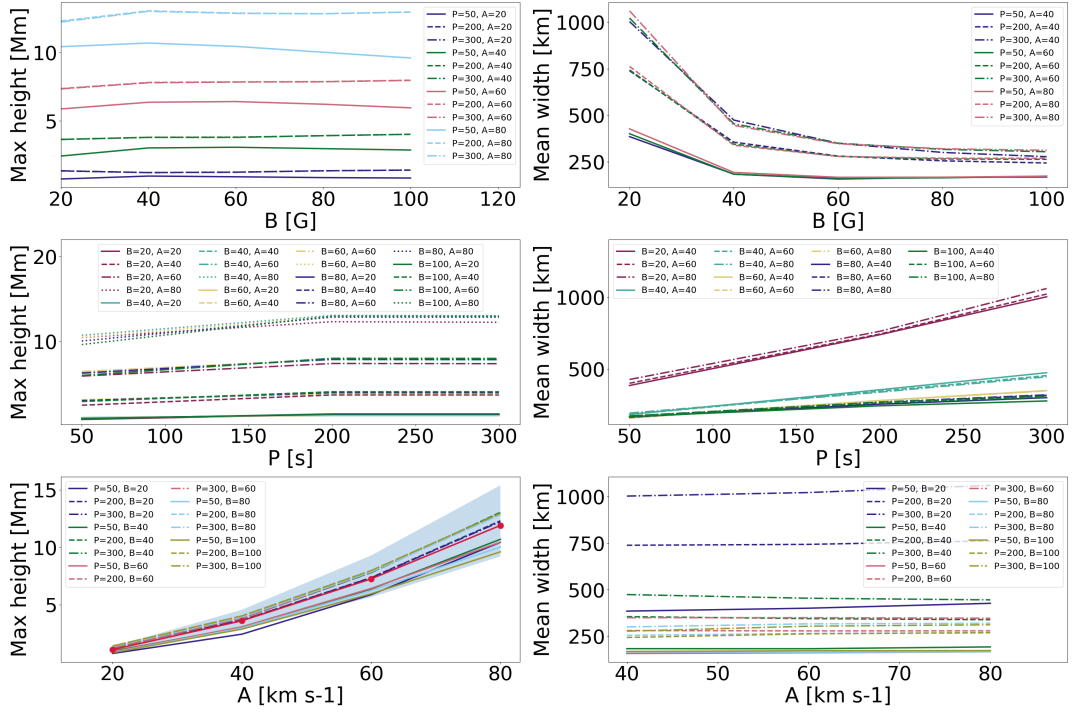 Max height [Mm]
10
5
20
40
60
80
100
120
B [G]
P=50, A=20
P=200, A=20
P=300, A=20
P=50, A=40
P=200, A=40
P=300, A=40
P=50, A=60
P=200, A=60
P=300, A=60
P=50, A=80
P=200, A=80
P=300, A=80
Mean width [km]
1000
750
500
250
20
40
60
80
100
B [G]
P=50, A=40
P=200, A=40
P=300, A=40
P=50, A=60
P=200, A=60
P=300, A=60
P=50, A=80
P=200, A=80
P=300, A=80
Max height [Mm]
20
10
0
50
100
150
200
250
300
P [s]
B=20, A=20
B=20, A=40
B=20, A=60
B=20, A=80
B=40, A=20
B=40, A=40
B=40, A=60
B=40, A=80
B=60, A=20
B=60, A=40
B=60, A=60
B=60, A=80
B=80, A=20
B=80, A=40
B=80, A=60
B=80, A=80
B=100, A=20
B=100, A=40
B=100, A=60
B=100, A=80
Mean width [km]
1000
500
50
100
150
200
250
300
P [s]
B=20, A=40
B=20, A=60
B=20, A=80
B=40, A=40
B=40, A=60
B=40, A=80
B=60, A=40
B=60, A=60
B=60, A=80
B=80, A=40
B=80, A=60
B=80, A=80
B=100, A=40
B=100, A=60
B=100, A=80
Max height [Mm]
15
10
5
20
40
60
80
A [km s-1]
P=50, B=20
P=200, B=20
P=300, B=20
P=50, B=40
P=200, B=40
P=300, B=40
P=50, B=60
P=200, B=60
P=300, B=60
P=50, B=80
P=200, B=80
P=300, B=80
P=50, B=100
P=200, B=100
P=300, B=100
Mean width [km]
1000
750
500
250
40
50
60
70
80
A [km s-1]
P=50, B=20
P=200, B=20
P=300, B=20
P=50, B=40
P=200, B=40
P=300, B=40
P=50, B=60
P=200, B=60
P=300, B=60
P=50, B=80
P=200, B=80
P=300, B=80
P=50, B=100
P=200, B=100
P=300, B=100